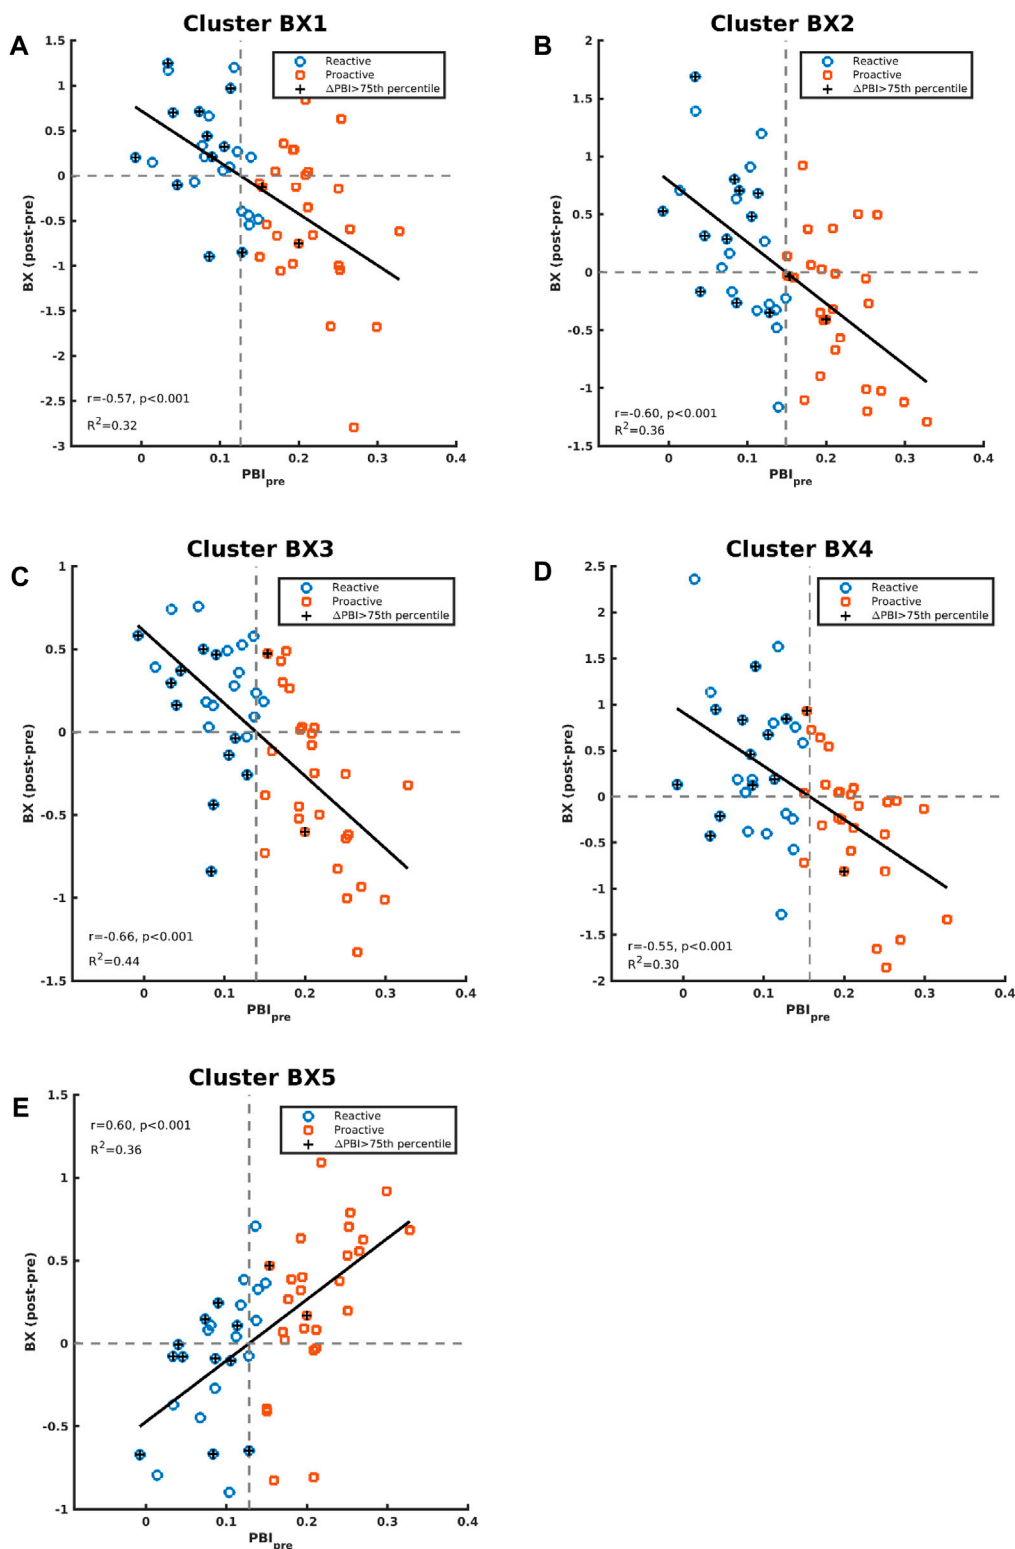 Cluster BX1
A
1.5
1
0.5
0
-0.5
-1
-1.5
-2
-2.5
-3
BX (post-pre)
Reactive
Proactive
ΔPBI>75th percentile
r=-0.57, p<0.001
R²=0.32
0 0.1 0.2 0.3 0.4
PBIpre
Cluster BX2
B
2
1.5
1
0.5
0
-0.5
-1
-1.5
BX (post-pre)
Reactive
Proactive
ΔPBI>75th percentile
r=-0.60, p<0.001
R²=0.36
0 0.1 0.2 0.3 0.4
PBIpre
Cluster BX3
C
1
0.5
0
-0.5
-1
-1.5
BX (post-pre)
Reactive
Proactive
ΔPBI>75th percentile
r=-0.66, p<0.001
R²=0.44
0 0.1 0.2 0.3 0.4
PBIpre
Cluster BX4
D
2.5
2
1.5
1
0.5
0
-0.5
-1
-1.5
-2
BX (post-pre)
Reactive
Proactive
ΔPBI>75th percentile
r=-0.55, p<0.001
R²=0.30
0 0.1 0.2 0.3 0.4
PBIpre
Cluster BX5
E
1.5
1
0.5
0
-0.5
-1
BX (post-pre)
r=0.60, p<0.001
R²=0.36
Reactive
Proactive
ΔPBI>75th percentile
0 0.1 0.2 0.3 0.4
PBIpre